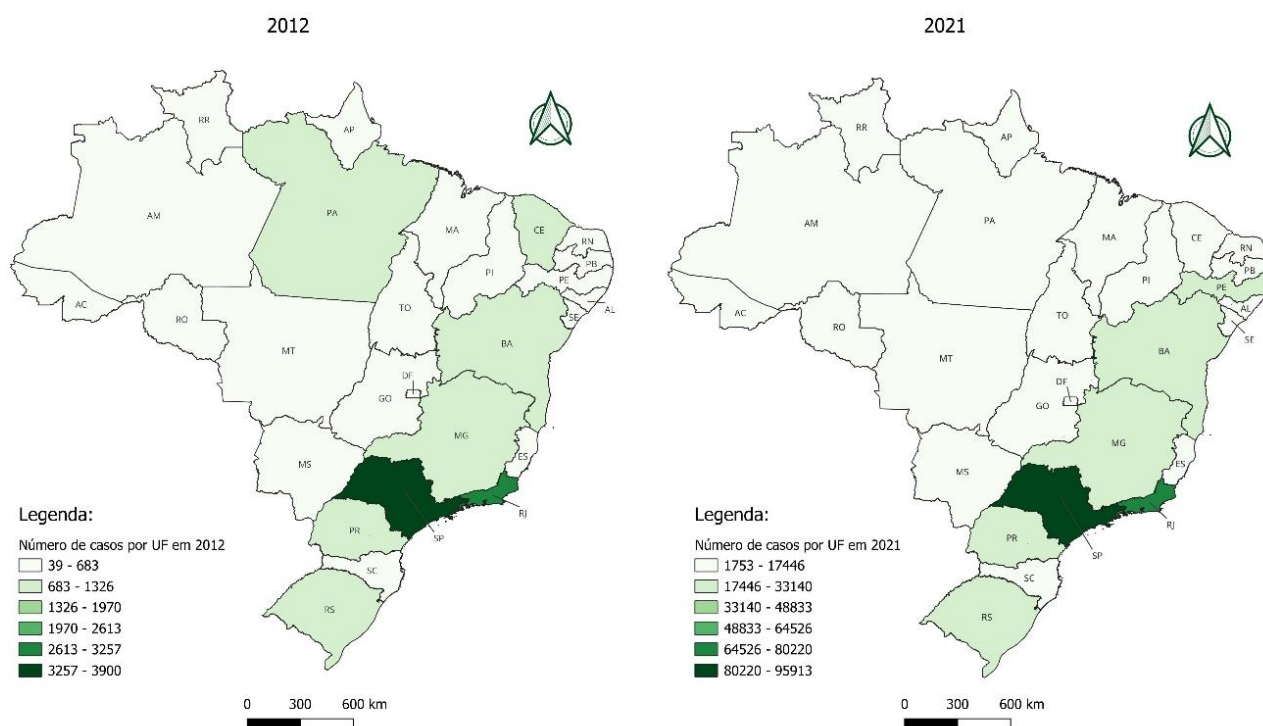 2012
RR
AP
AM
PA
MA
CE
RN
PB
PI
PE
AC
AL
TO
SE
RO
BA
MT
DF
GO
MG
ES
MS
RJ
PR
SP
SC
RS
Legenda:
Número de casos por UF em 2012
39 - 683
683 - 1326
1326 - 1970
1970 - 2613
2613 - 3257
3257 - 3900
0 300 600 km
2021
RR
AP
AM
PA
MA
CE
RN
PB
PI
PE
AC
AL
TO
RO
SE
BA
MT
DF
GO
MG
ES
MS
RJ
PR
SP
SC
RS
Legenda:
Número de casos por UF em 2021
1753 - 17446
17446 - 33140
33140 - 48833
48833 - 64526
64526 - 80220
80220 - 95913
0 300 600 km